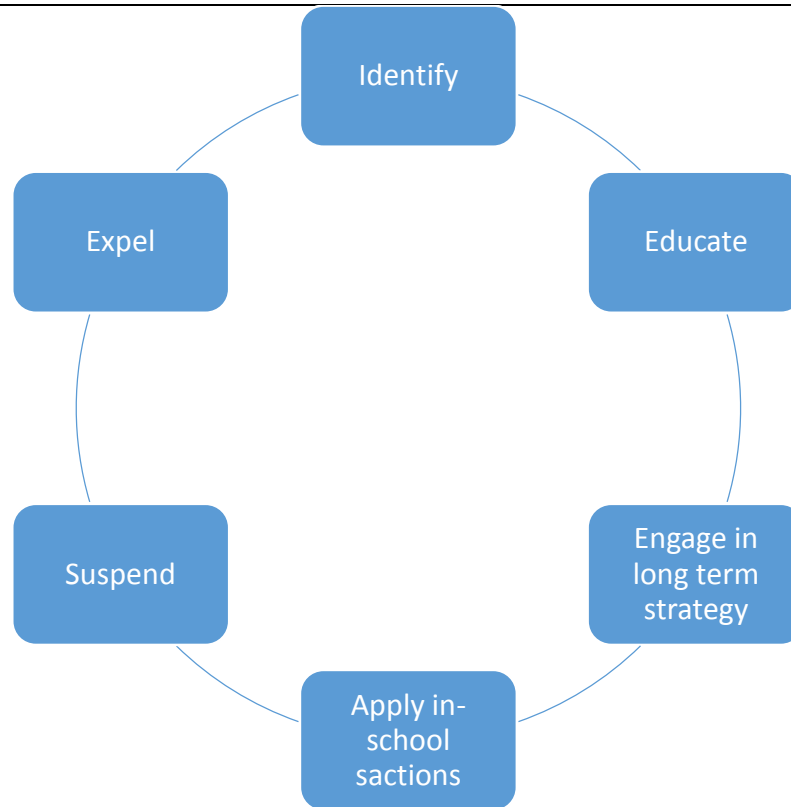 Identify
Educate
Engage in
long term
strategy
Apply in-
school
sactions
Suspend
Expel